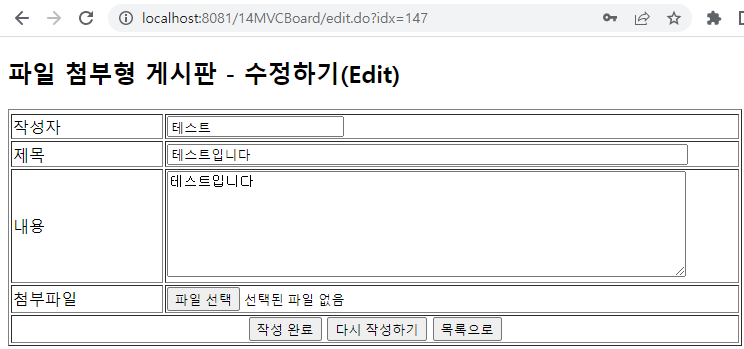 localhost:8081/14MVCBoard/edit.do?idx=147
파일 첨부형 게시판 - 수정하기(Edit)
작성자 테스트
제목 테스트입니다
내용 테스트입니다
첨부파일 파일 선택 선택된 파일 없음
작성 완료 다시 작성하기 목록으로